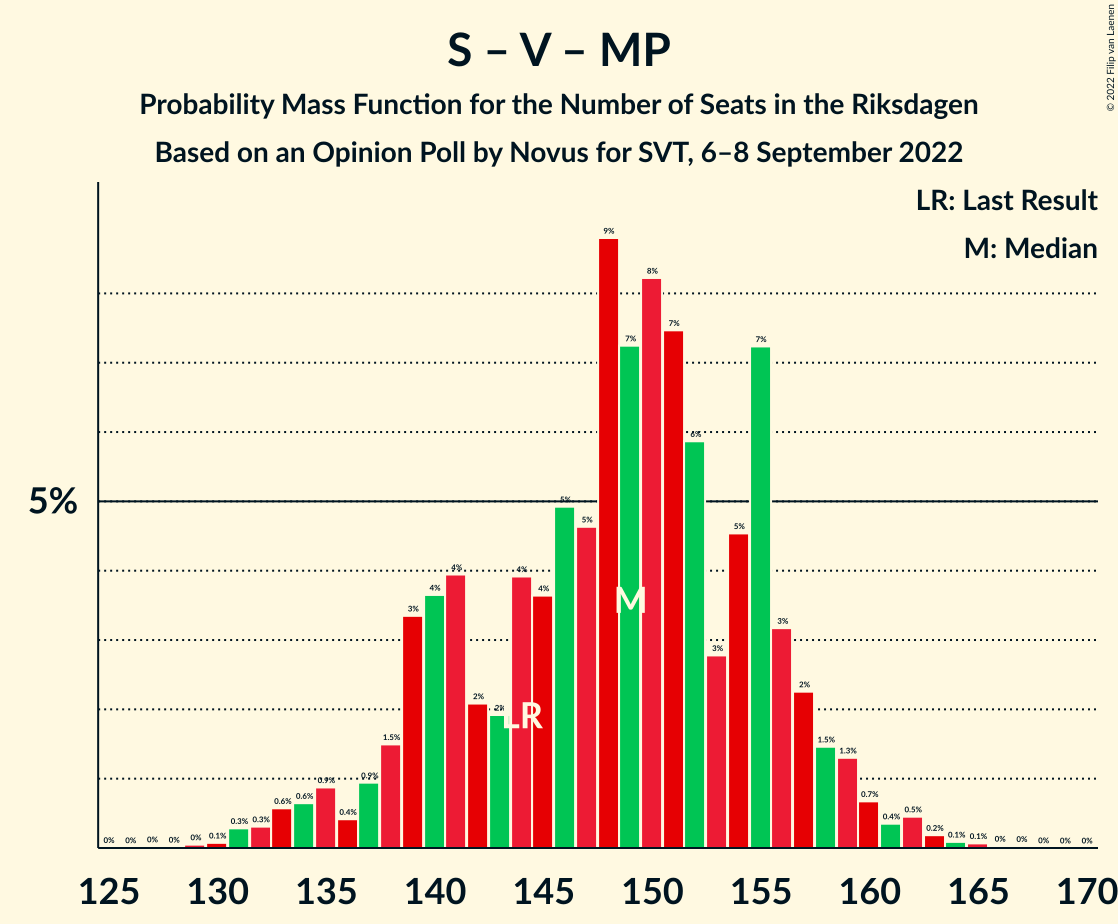 S – V – MP
Probability Mass Function for the Number of Seats in the Riksdagen
Based on an Opinion Poll by Novus for SVT, 6–8 September 2022
© 2022 Filip van Laenen
LR: Last Result
M: Median
5%
0% 0% 0% 0% 0% 0.1% 0.3% 0.3% 0.6% 0.6% 0.9% 0.4% 0.9% 1.5% 3% 4% 4% 2% 2% 4% 4% 5% 5% 9% 7% 8% 7% 6% 3% 5% 7% 3% 2% 1.5% 1.3% 0.7% 0.4% 0.5% 0.2% 0.1% 0.1% 0% 0% 0% 0% 0%
M
LR
125 130 135 140 145 150 155 160 165 170